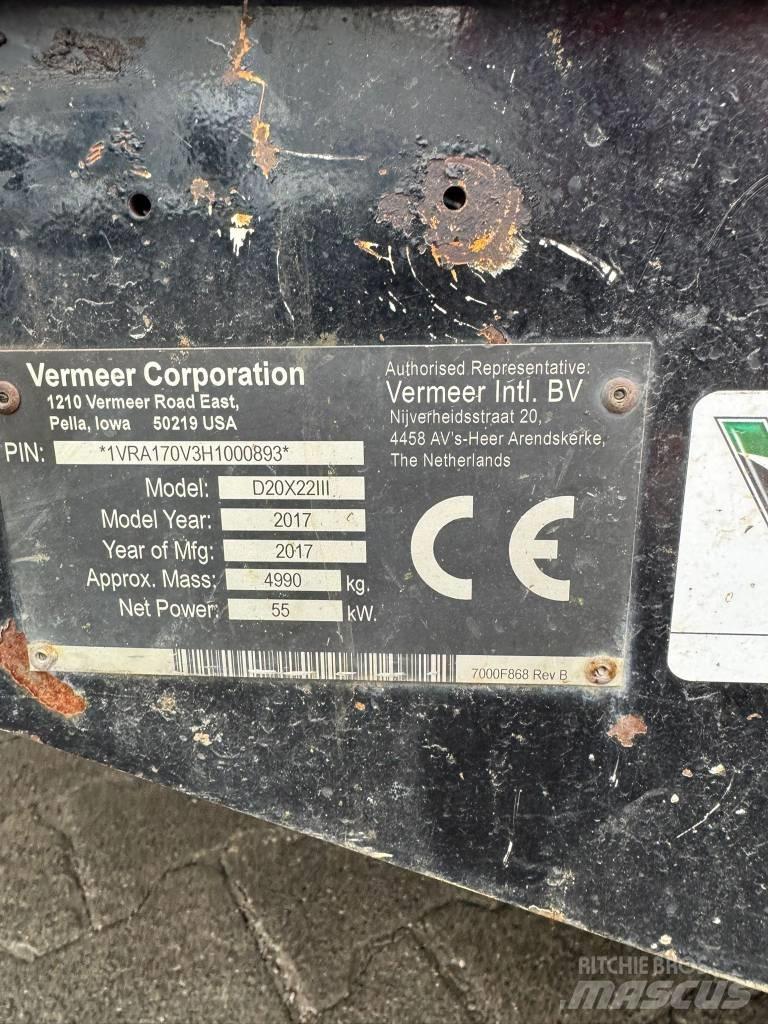 Vermeer Corporation
1210 Vermeer Road East,
Pella, Iowa 50219 USA
Authorised Representative:
Vermeer Intl. BV
Nijverheidsstraat 20,
4458 AV's-Heer Arendskerke,
The Netherlands
PIN: *1VRA170V3H1000893*
Model: D20X22III
Model Year: 2017
Year of Mfg: 2017
Approx. Mass: 4990 kg.
Net Power: 55 kW.
CE
7000F868 Rev B
RITCHIE BROS
MASCUS